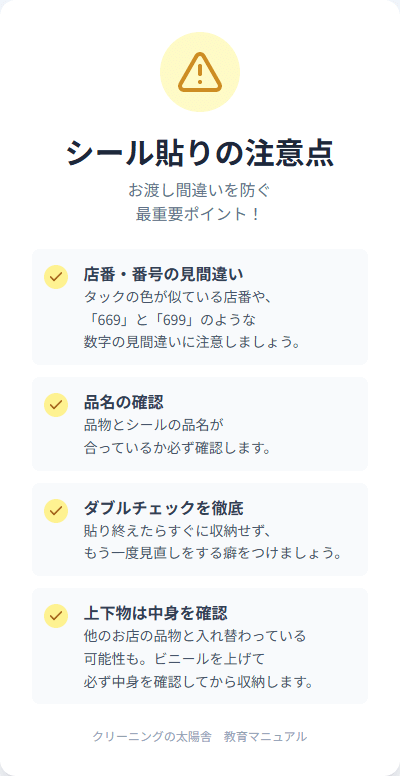 シール貼りの注意点
お渡し間違いを防ぐ
最重要ポイント！
店番・番号の見間違い
タックの色が似ている店番や、
「669」と「699」のような
数字の見間違いに注意しましょう。
品名の確認
品物とシールの品名が
合っているか必ず確認します。
ダブルチェックを徹底
貼り終えたらすぐに収納せず、
もう一度見直しをする癖をつけましょう。
上下物は中身を確認
他のお店の品物と入れ替わっている
可能性も。ビニールを上げて
必ず中身を確認してから収納します。
クリーニングの太陽舎　教育マニュアル